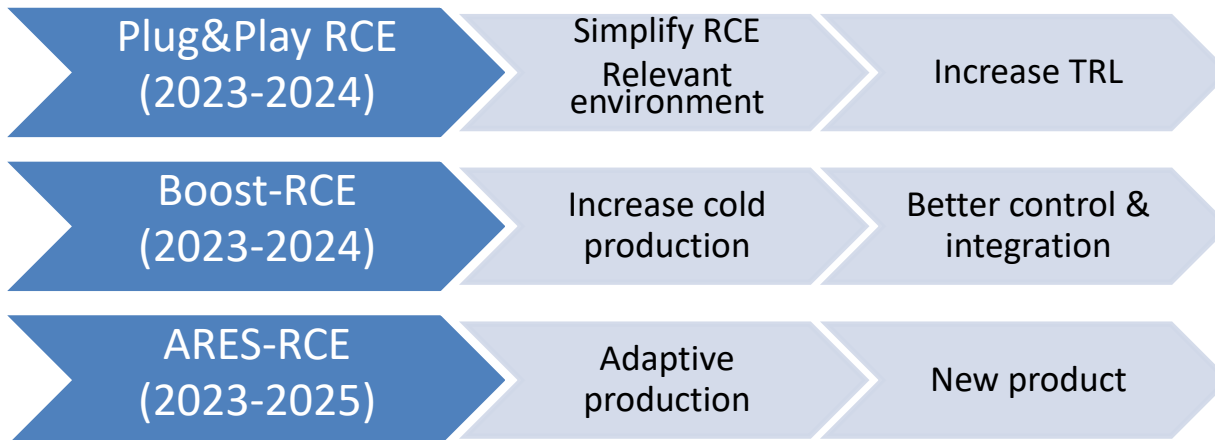 Plug&Play RCE
(2023-2024)
Simplify RCE
Relevant
environment
Increase TRL
Boost-RCE
(2023-2024)
Increase cold
production
Better control &
integration
ARES-RCE
(2023-2025)
Adaptive
production
New product